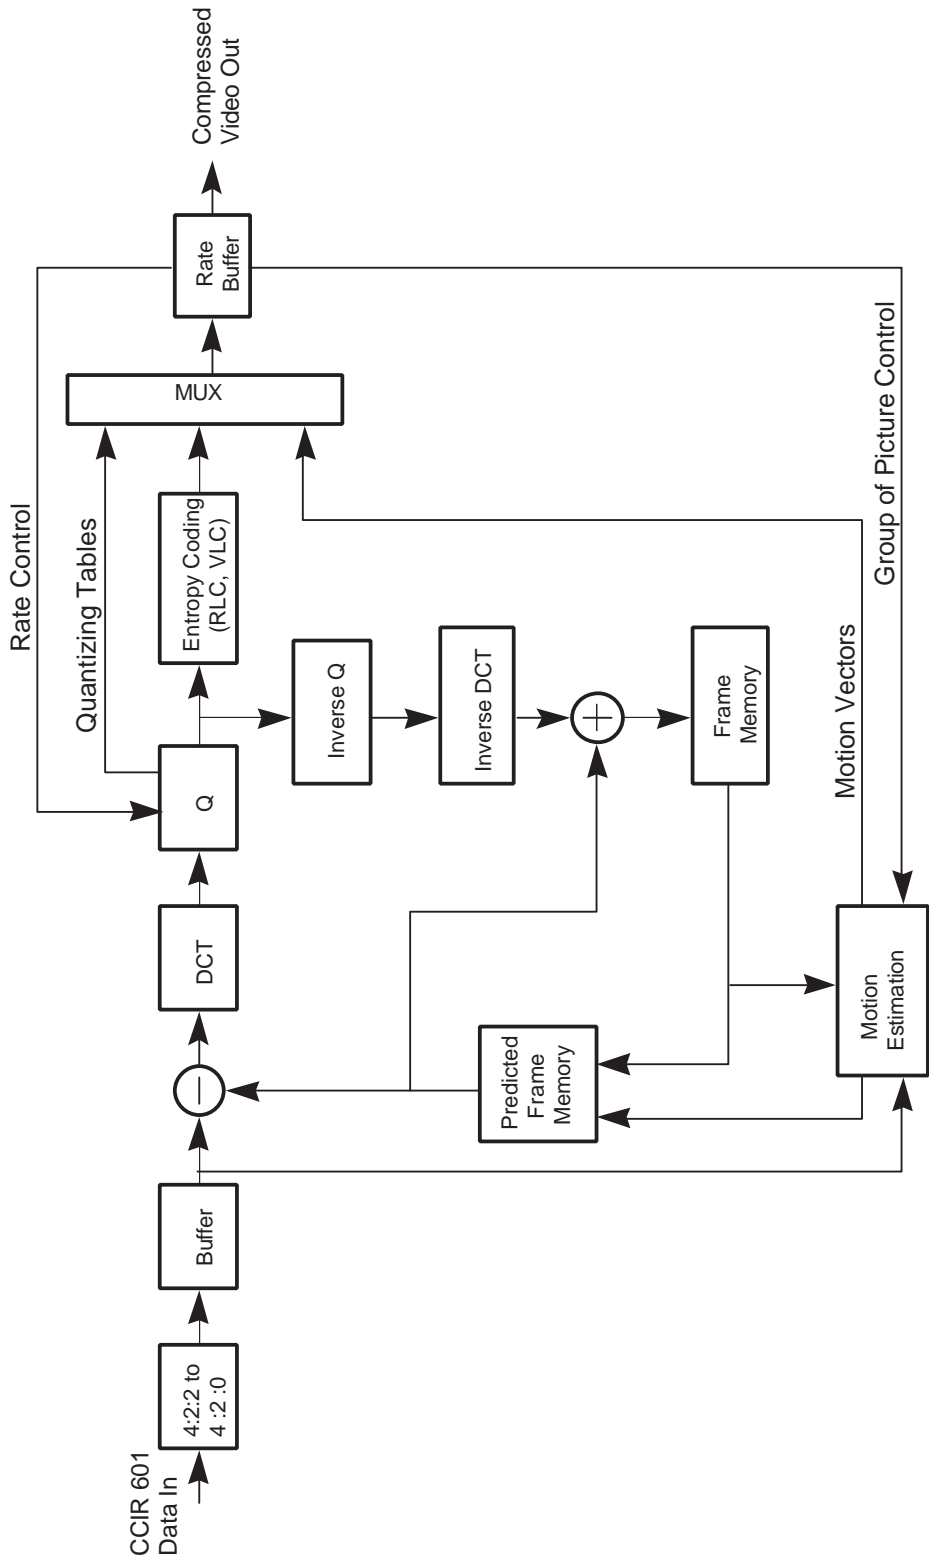 CCIR 601
Data In
4:2:2 to
4 :2 :0
Buffer
DCT
Q
Entropy Coding
(RLC, VLC)
MUX
Rate
Buffer
Compressed
Video Out
Rate Control
Quantizing Tables
Inverse Q
Inverse DCT
Frame
Memory
Predicted
Frame
Memory
Motion
Estimation
Motion Vectors
Group of Picture Control